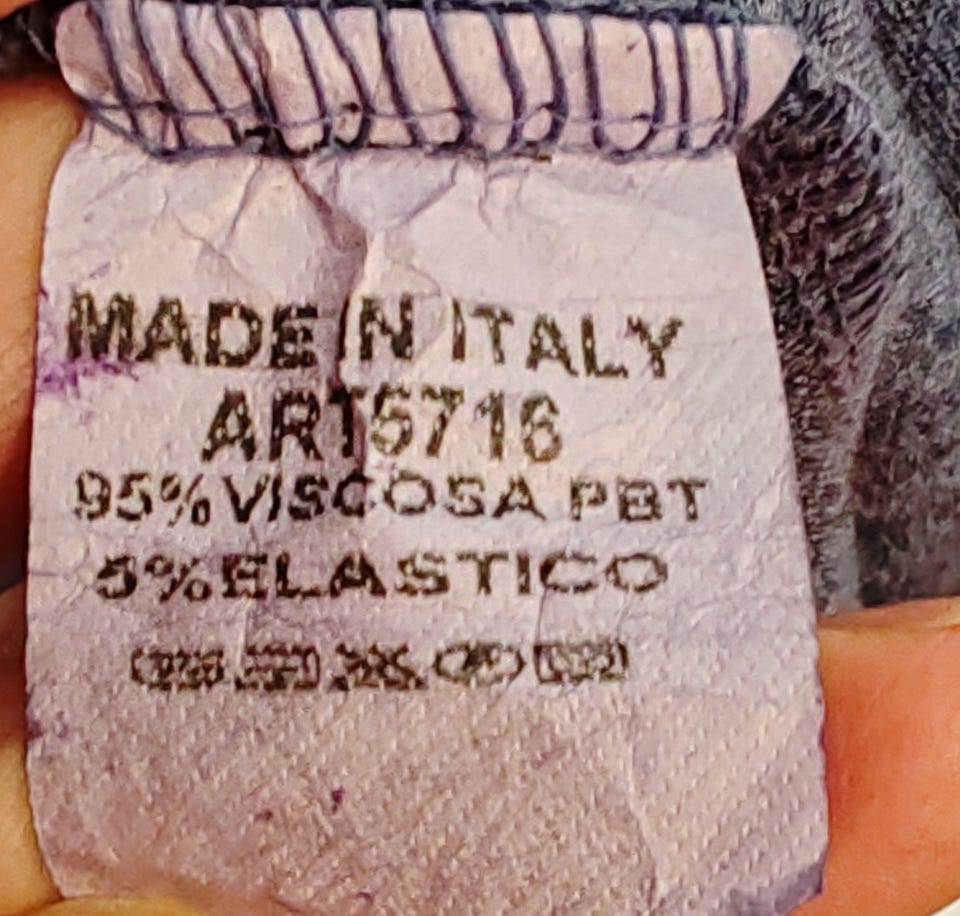 MADE IN ITALY
ART5716
95% VISCOSA PBT
5% ELASTICO